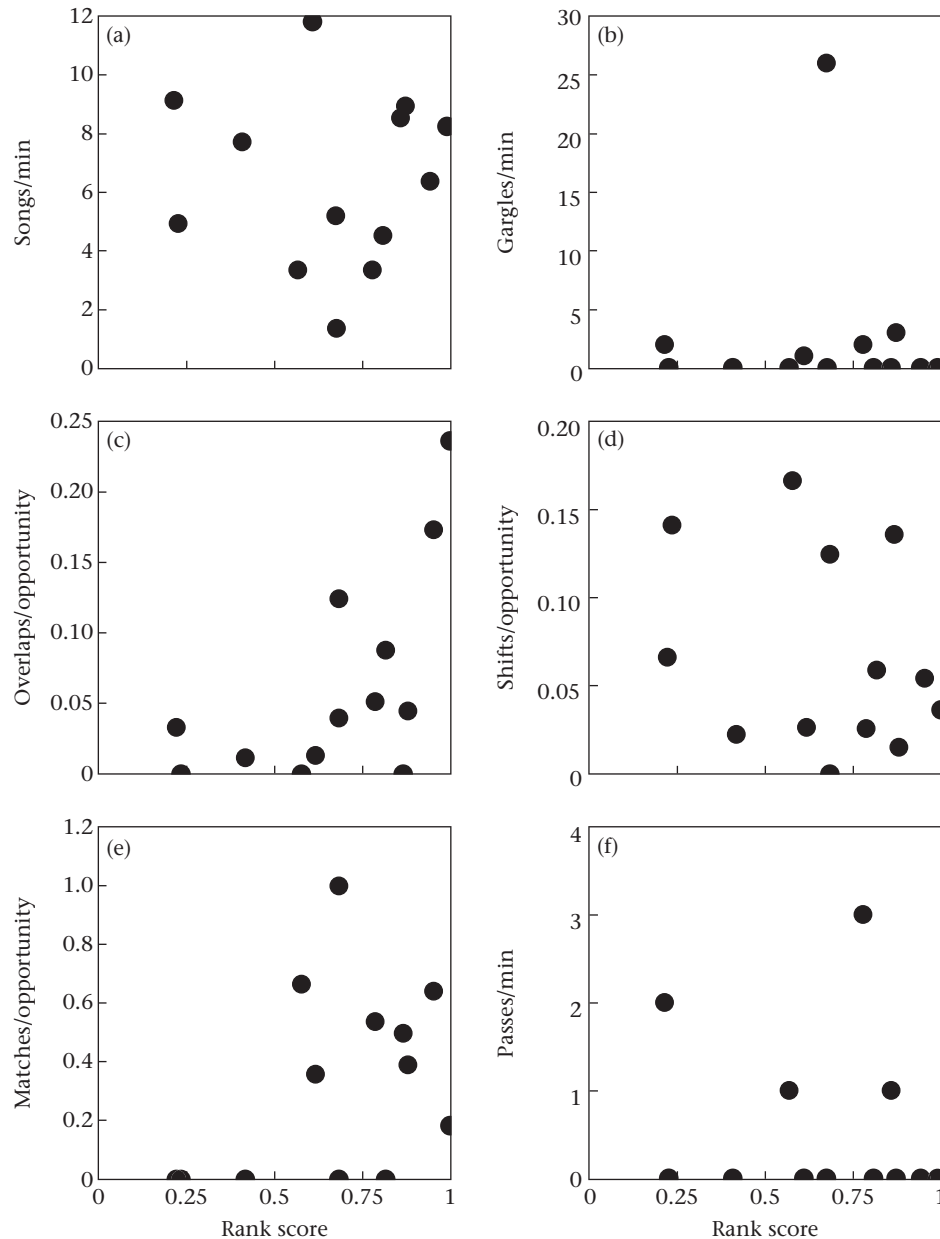 (a)
12
10
8
6
4
2
0
Songs/min
(b)
30
25
20
15
10
5
0
Gargles/min
(c)
0.25
0.20
0.15
0.10
0.05
0
Overlaps/opportunity
(d)
0.20
0.15
0.10
0.05
0
Shifts/opportunity
(e)
1.2
1.0
0.8
0.6
0.4
0.2
0
Matches/opportunity
0 0.25 0.5 0.75 1
Rank score
(f)
4
3
2
1
0
Passes/min
0 0.25 0.5 0.75 1
Rank score